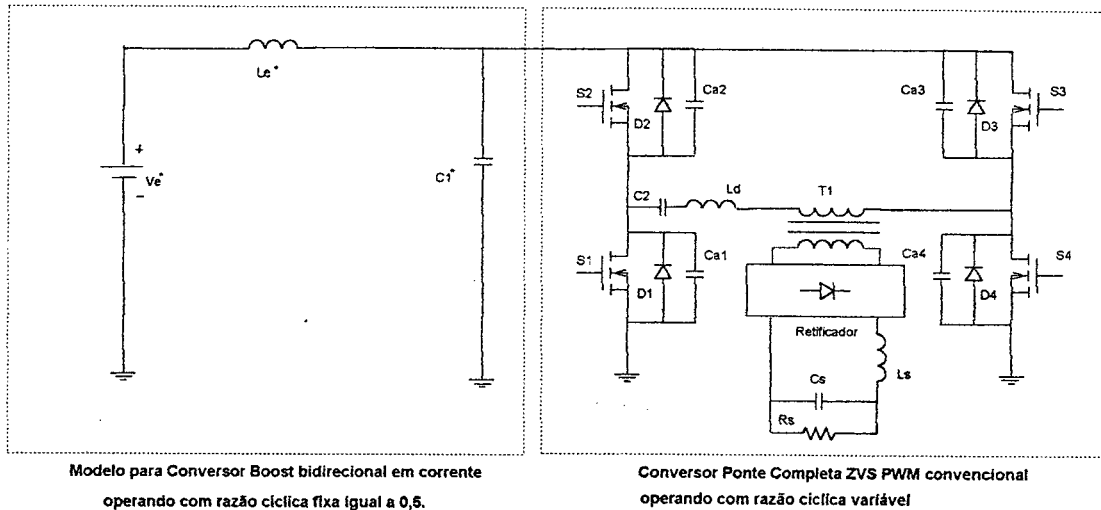 S2
D2
Ca2
Ca3
D3
S3
Le*
+
Ve*
-
C1*
C2
Ld
T1
S1
D1
Ca1
Ca4
D4
S4
Retificador
Ls
Cs
Rs
Modelo para Conversor Boost bidirecional em corrente
operando com razão cíclica fixa igual a 0,5.
Conversor Ponte Completa ZVS PWM convencional
operando com razão cíclica variável